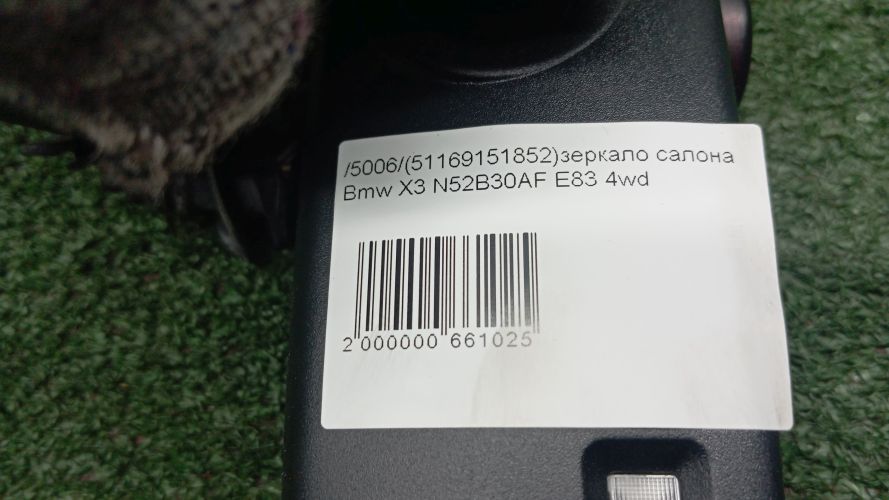 /5006/(51169151852)зеркало салона
Bmw X3 N52B30AF E83 4wd
2 000000 661025